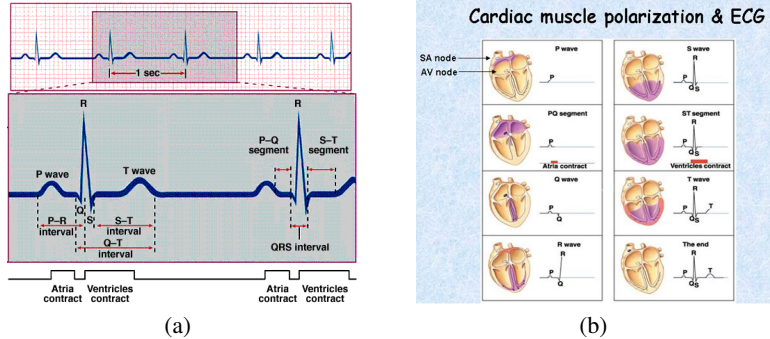 1 sec
R
R
P–Q
segment
S–T
segment
P wave
T wave
Q
S
P–R
interval
S–T
interval
Q–T
interval
QRS interval
Atria
contract
Ventricles
contract
Atria
contract
Ventricles
contract
(a)
Cardiac muscle polarization & ECG
SA node
AV node
P wave
P
S wave
R
P
Q
S
PQ segment
P
Atria contract
ST segment
R
P
Q
S
Ventricles contract
Q wave
P
Q
T wave
R
P
T
Q
S
R wave
R
P
Q
The end
R
P
T
Q
S
(b)